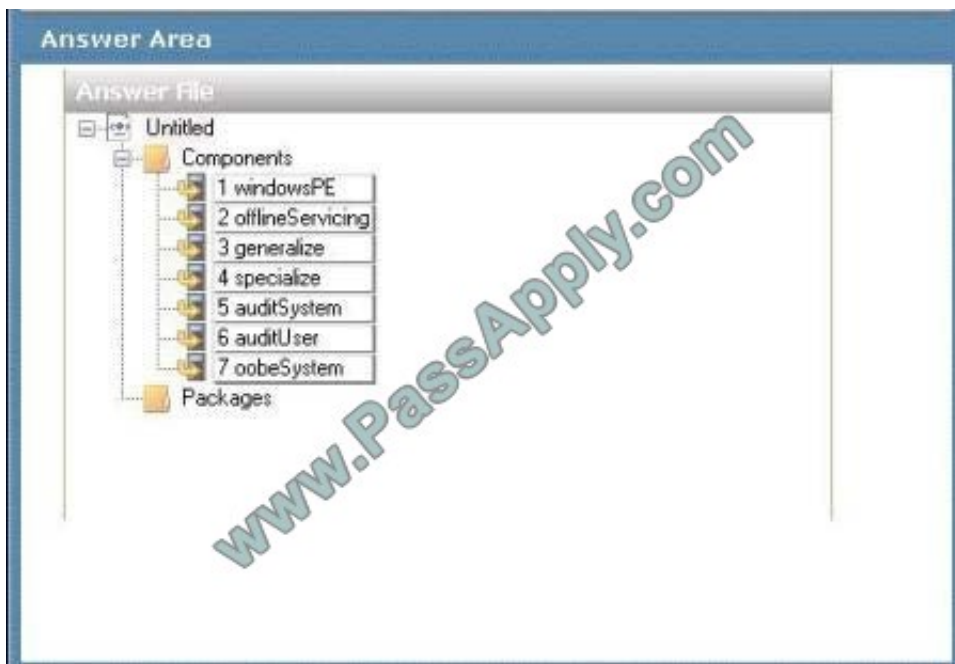 Answer Area
Answer File
Untitled
Components
1 windowsPE
2 offlineServicing
3 generalize
4 specialize
5 auditSystem
6 auditUser
7 oobeSystem
Packages
www.PassApply.com